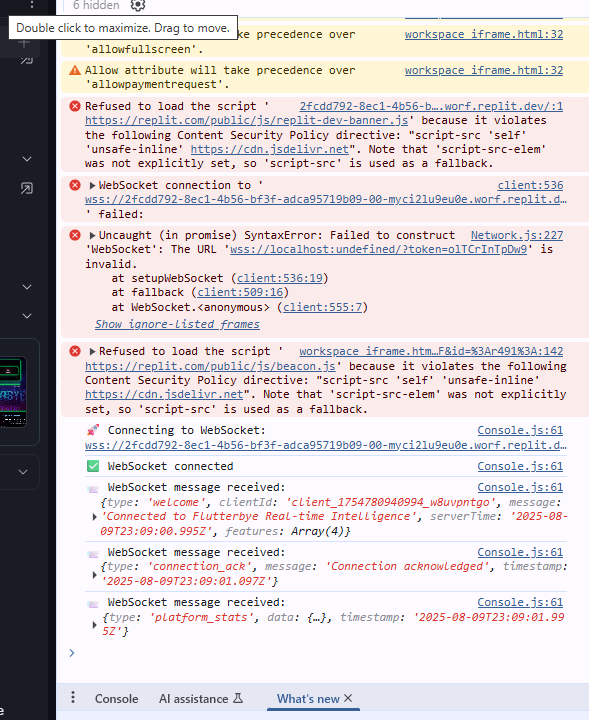 6 hidden
Double click to maximize. Drag to move.
ke precedence over workspace_iframe.html:32
'allowfullscreen'.
Allow attribute will take precedence over workspace_iframe.html:32
'allowpaymentrequest'.
Refused to load the script ' 2fcdd792-8ec1-4b56-b….worf.replit.dev/:1
https://replit.com/public/js/replit-dev-banner.js' because it violates
the following Content Security Policy directive: "script-src 'self'
'unsafe-inline' https://cdn.jsdelivr.net". Note that 'script-src-elem'
was not explicitly set, so 'script-src' is used as a fallback.
WebSocket connection to ' client:536
wss://2fcdd792-8ec1-4b56-bf3f-adca95719b09-00-myci2lu9eu0e.worf.replit.d…
' failed:
Uncaught (in promise) SyntaxError: Failed to construct Network.js:227
'WebSocket': The URL 'wss://localhost:undefined/?token=olTCrInTpDw9' is
invalid.
at setupWebSocket (client:536:19)
at fallback (client:509:16)
at WebSocket.<anonymous> (client:555:7)
Show ignore-listed frames
Refused to load the script ' workspace_iframe.htm…F&id=%3Ar491%3A:142
https://replit.com/public/js/beacon.js' because it violates the following
Content Security Policy directive: "script-src 'self' 'unsafe-inline'
https://cdn.jsdelivr.net". Note that 'script-src-elem' was not explicitly
set, so 'script-src' is used as a fallback.
🚀 Connecting to WebSocket: Console.js:61
wss://2fcdd792-8ec1-4b56-bf3f-adca95719b09-00-myci2lu9eu0e.worf.replit.d…
✅ WebSocket connected Console.js:61
📨 WebSocket message received: Console.js:61
{type: 'welcome', clientId: 'client_1754780940994_w8uvpntgo', message:
'Connected to Flutterbye Real-time Intelligence', serverTime: '2025-08-
09T23:09:00.995Z', features: Array(4)}
📨 WebSocket message received: Console.js:61
{type: 'connection_ack', message: 'Connection acknowledged', timestamp:
'2025-08-09T23:09:01.097Z'}
📨 WebSocket message received: Console.js:61
{type: 'platform_stats', data: {…}, timestamp: '2025-08-09T23:09:01.99
5Z'}
Console AI assistance What's new